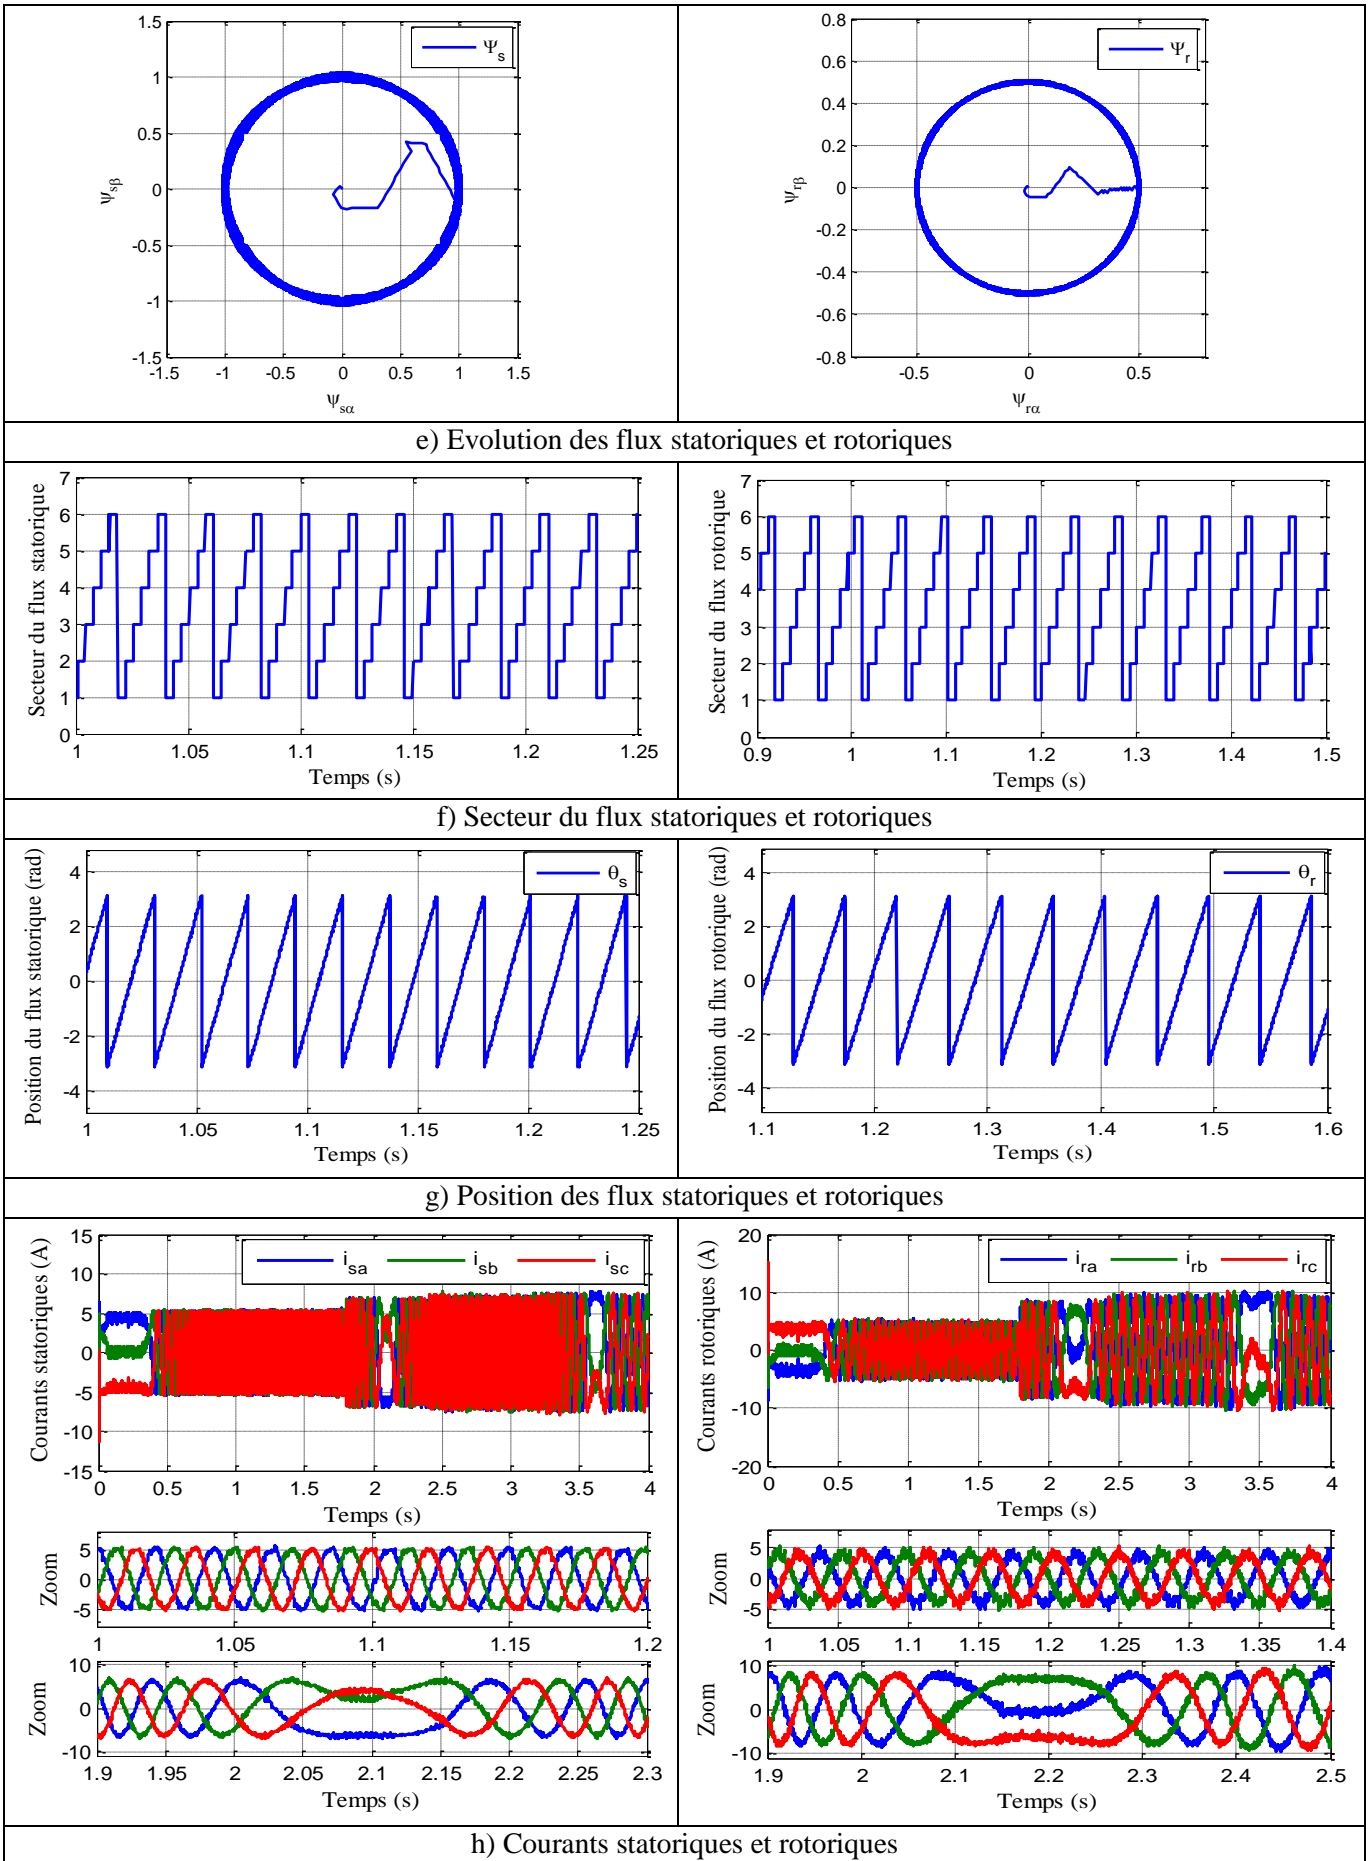 1.5
1
0.5
0
-0.5
-1
-1.5
-1.5 -1 -0.5 0 0.5 1 1.5
ψsβ
ψsα
Ψs
0.8
0.6
0.4
0.2
0
-0.2
-0.4
-0.6
-0.8
-0.5 0 0.5
ψrβ
ψrα
Ψr
e) Evolution des flux statoriques et rotoriques
Secteur du flux statorique
7
6
5
4
3
2
1
0
1 1.05 1.1 1.15 1.2 1.25
Temps (s)
Secteur du flux rotorique
7
6
5
4
3
2
1
0
0.9 1 1.1 1.2 1.3 1.4 1.5
Temps (s)
f) Secteur du flux statoriques et rotoriques
Position du flux statorique (rad)
4
2
0
-2
-4
1 1.05 1.1 1.15 1.2 1.25
Temps (s)
θs
Position du flux rotorique (rad)
4
2
0
-2
-4
1.1 1.2 1.3 1.4 1.5 1.6
Temps (s)
θr
g) Position des flux statoriques et rotoriques
Courants statoriques (A)
15
10
5
0
-5
-10
-15
0 0.5 1 1.5 2 2.5 3 3.5 4
Temps (s)
isa isb isc
Zoom
5
0
-5
1 1.05 1.1 1.15 1.2
Zoom
10
0
-10
1.9 1.95 2 2.05 2.1 2.15 2.2 2.25 2.3
Temps (s)
Courants rotoriques (A)
20
10
0
-10
-20
0 0.5 1 1.5 2 2.5 3 3.5 4
Temps (s)
ira irb irc
Zoom
5
0
-5
1 1.05 1.1 1.15 1.2 1.25 1.3 1.35 1.4
Zoom
10
0
-10
1.9 2 2.1 2.2 2.3 2.4 2.5
Temps (s)
h) Courants statoriques et rotoriques